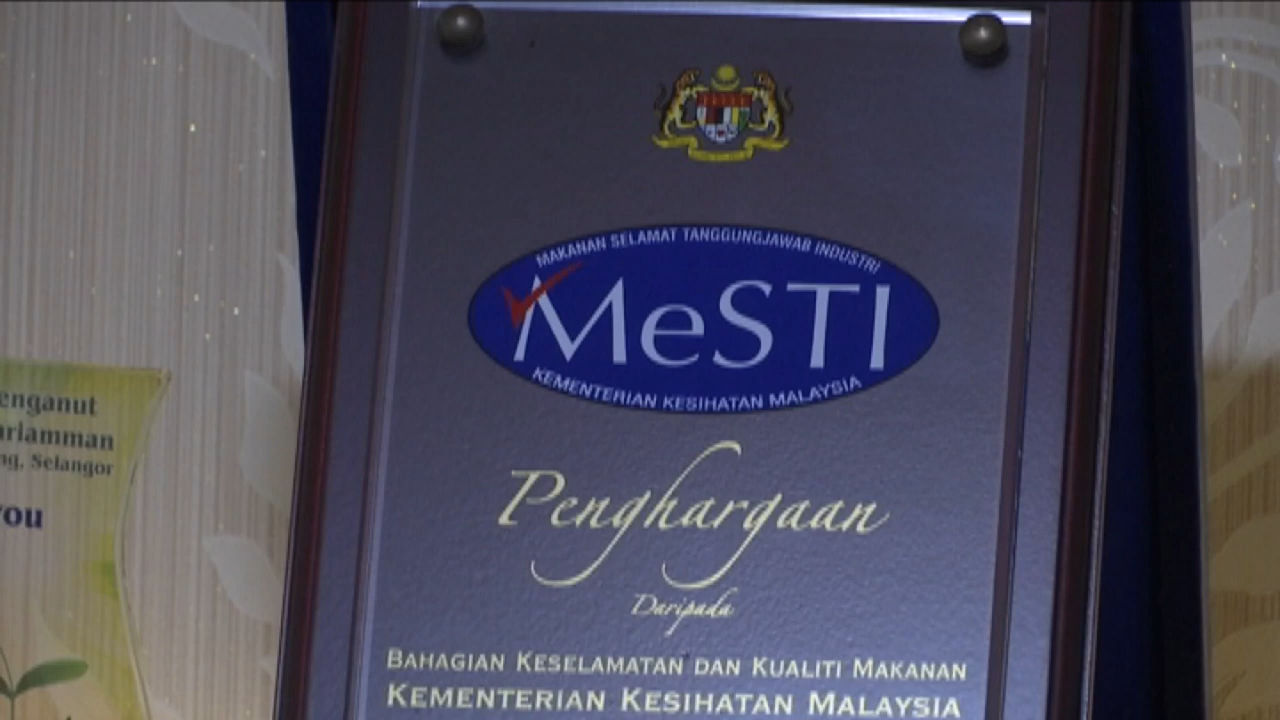 MAKANAN SELAMAT TANGGUNGJAWAB INDUSTRI
MeSTI
KEMENTERIAN KESIHATAN MALAYSIA
Penghargaan
Daripada
BAHAGIAN KESELAMATAN DAN KUALITI MAKANAN
KEMENTERIAN KESIHATAN MALAYSIA
enganut
ariamman
ng, Selangor
you